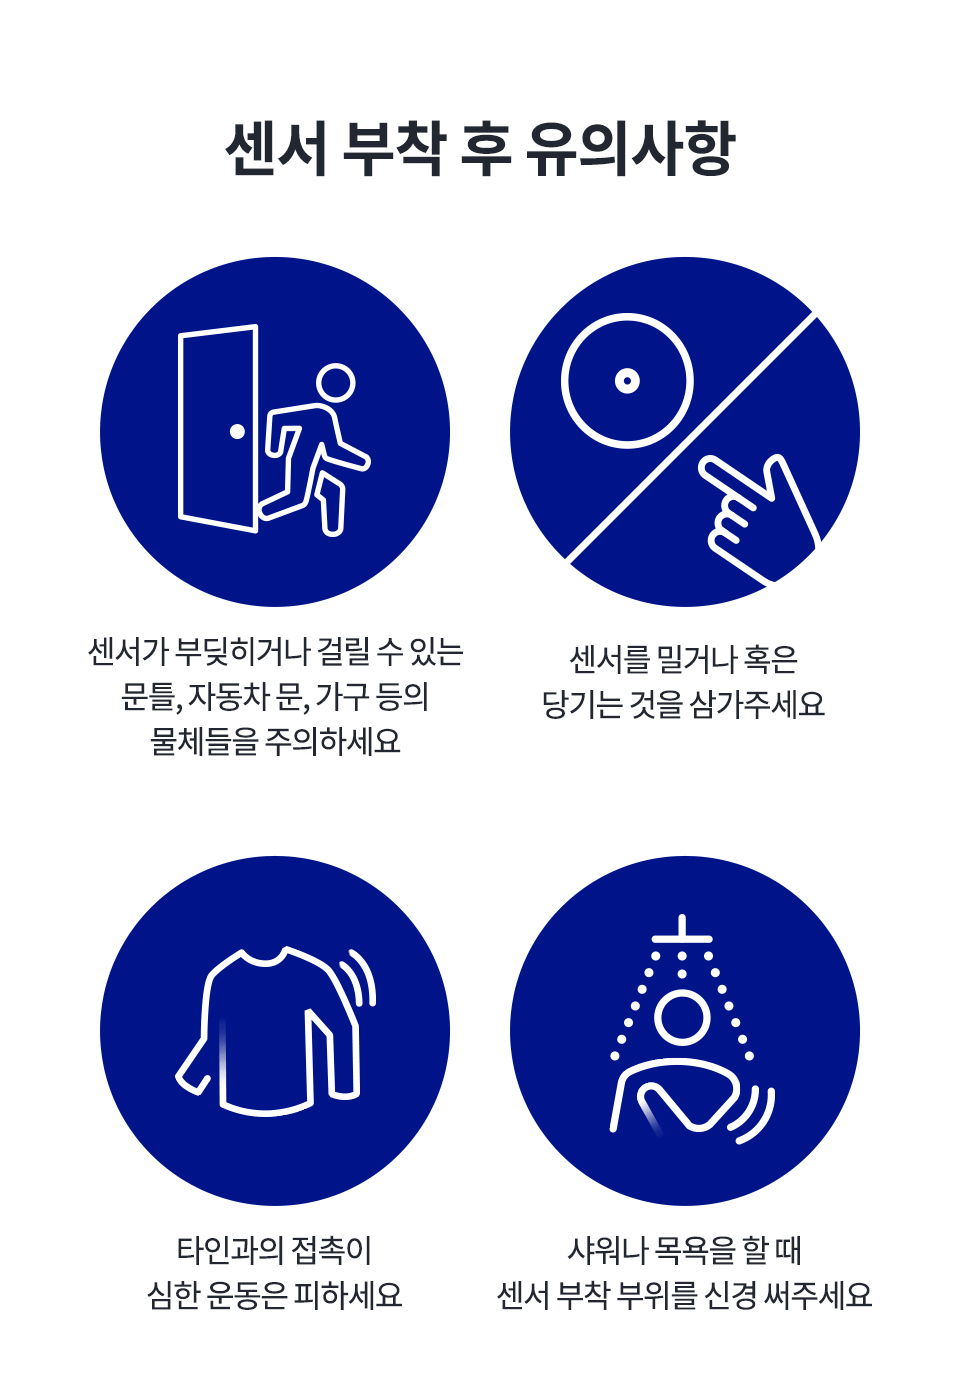 센서 부착 후 유의사항
센서가 부딪히거나 걸릴 수 있는
문틀, 자동차 문, 가구 등의
물체들을 주의하세요
센서를 밀거나 혹은
당기는 것을 삼가주세요
타인과의 접촉이
심한 운동은 피하세요
샤워나 목욕을 할 때
센서 부착 부위를 신경 써주세요